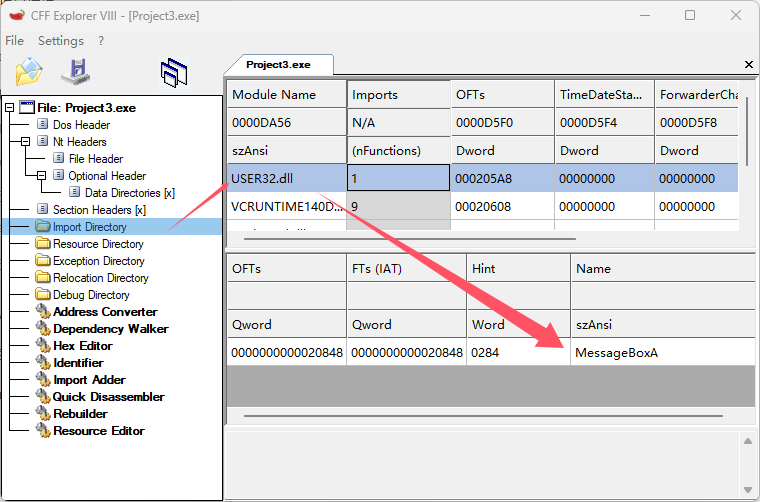 CFF Explorer VIII - [Project3.exe]
File Settings ?
Project3.exe
File: Project3.exe
Dos Header
Nt Headers
File Header
Optional Header
Data Directories [x]
Section Headers [x]
Import Directory
Resource Directory
Exception Directory
Relocation Directory
Debug Directory
Address Converter
Dependency Walker
Hex Editor
Identifier
Import Adder
Quick Disassembler
Rebuilder
Resource Editor
Module Name Imports OFTs TimeDateSta... ForwarderCha
0000DA56 N/A 0000D5F0 0000D5F4 0000D5F8
szAnsi (nFunctions) Dword Dword Dword
USER32.dll 1 000205A8 00000000 00000000
VCRUNTIME140D... 9 00020608 00000000 00000000
OFTs FTs (IAT) Hint Name
Qword Qword Word szAnsi
0000000000020848 0000000000020848 0284 MessageBoxA